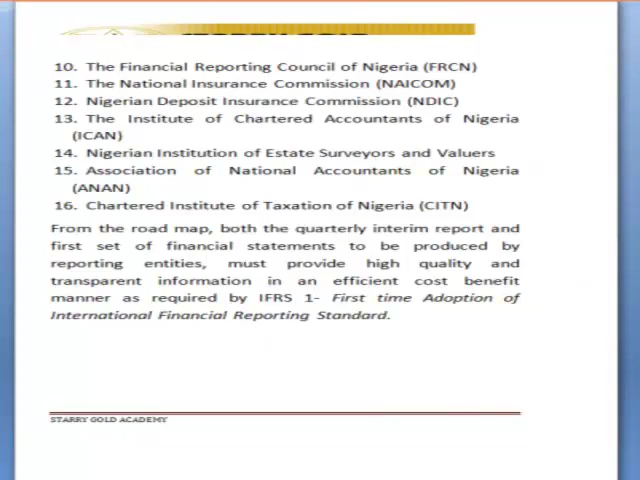 10. The Financial Reporting Council of Nigeria (FRCN)
11. The National Insurance Commission (NAICOM)
12. Nigerian Deposit Insurance Commission (NDIC)
13. The Institute of Chartered Accountants of Nigeria
(ICAN)
14. Nigerian Institution of Estate Surveyors and Valuers
15. Association of National Accountants of Nigeria
(ANAN)
16. Chartered Institute of Taxation of Nigeria (CITN)
From the road map, both the quarterly interim report and
first set of financial statements to be produced by
reporting entities, must provide high quality and
transparent information in an efficient cost benefit
manner as required by IFRS 1- First time Adoption of
International Financial Reporting Standard.
STARRY GOLD ACADEMY